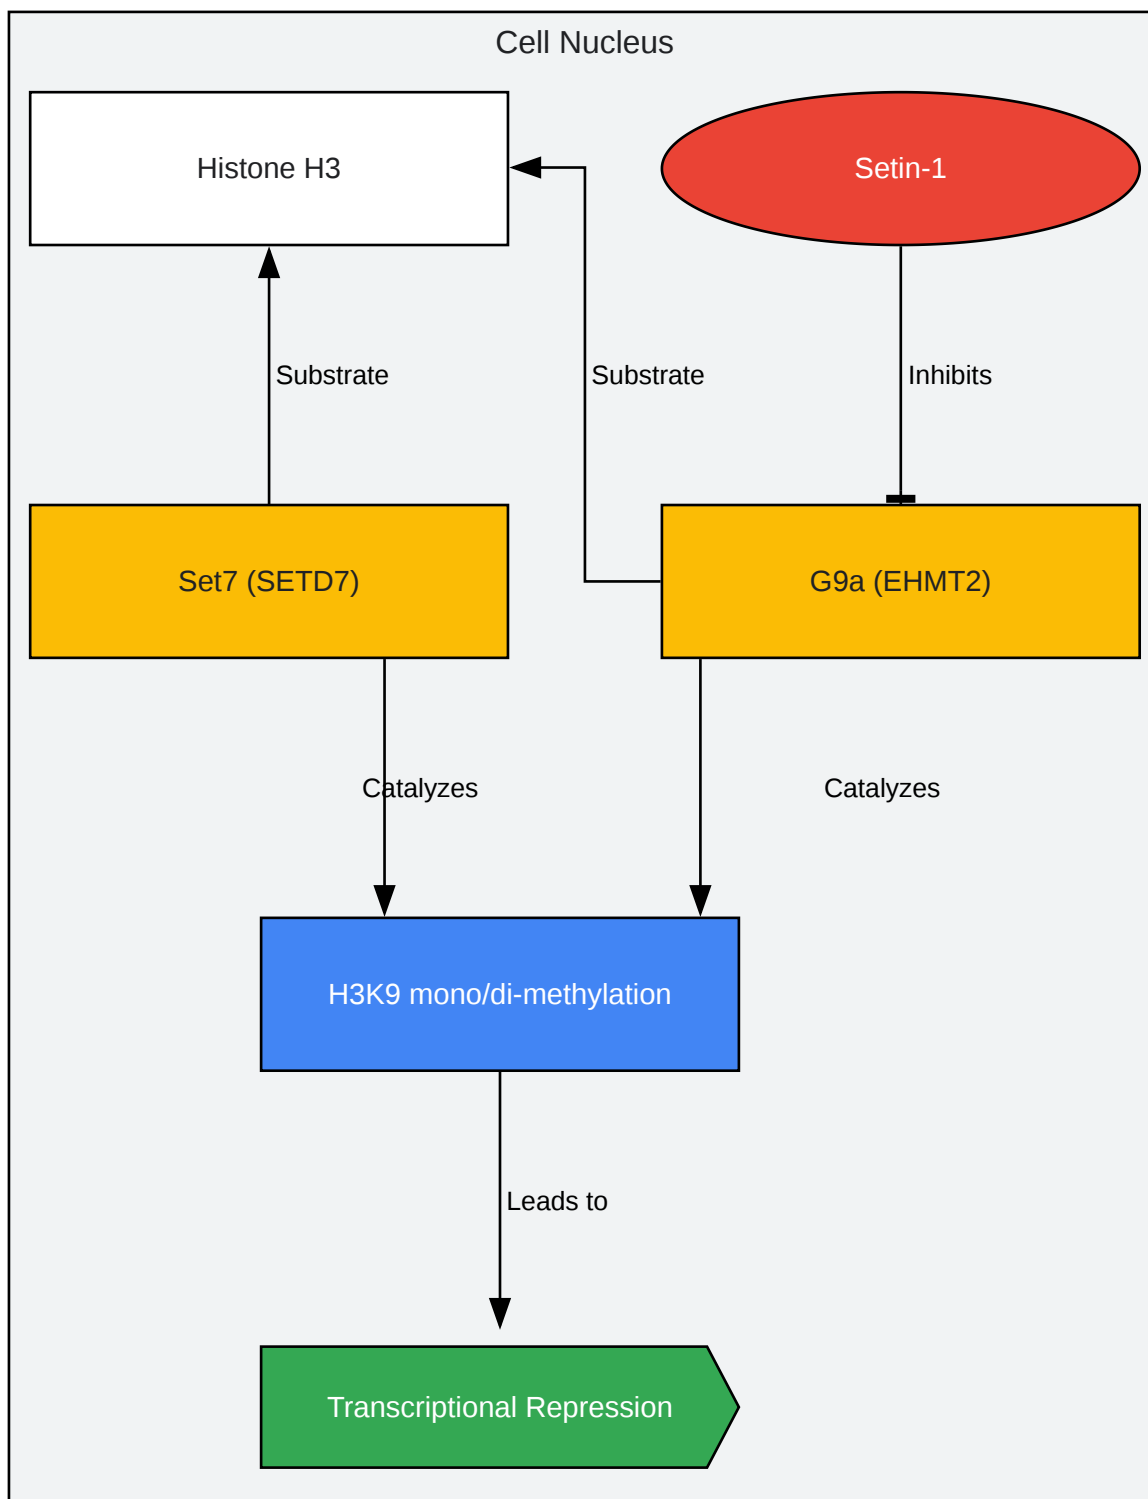 Cell Nucleus
Histone H3
Setin-1
Substrate
Substrate
Inhibits
Set7 (SETD7)
G9a (EHMT2)
Catalyzes
Catalyzes
H3K9 mono/di-methylation
Leads to
Transcriptional Repression